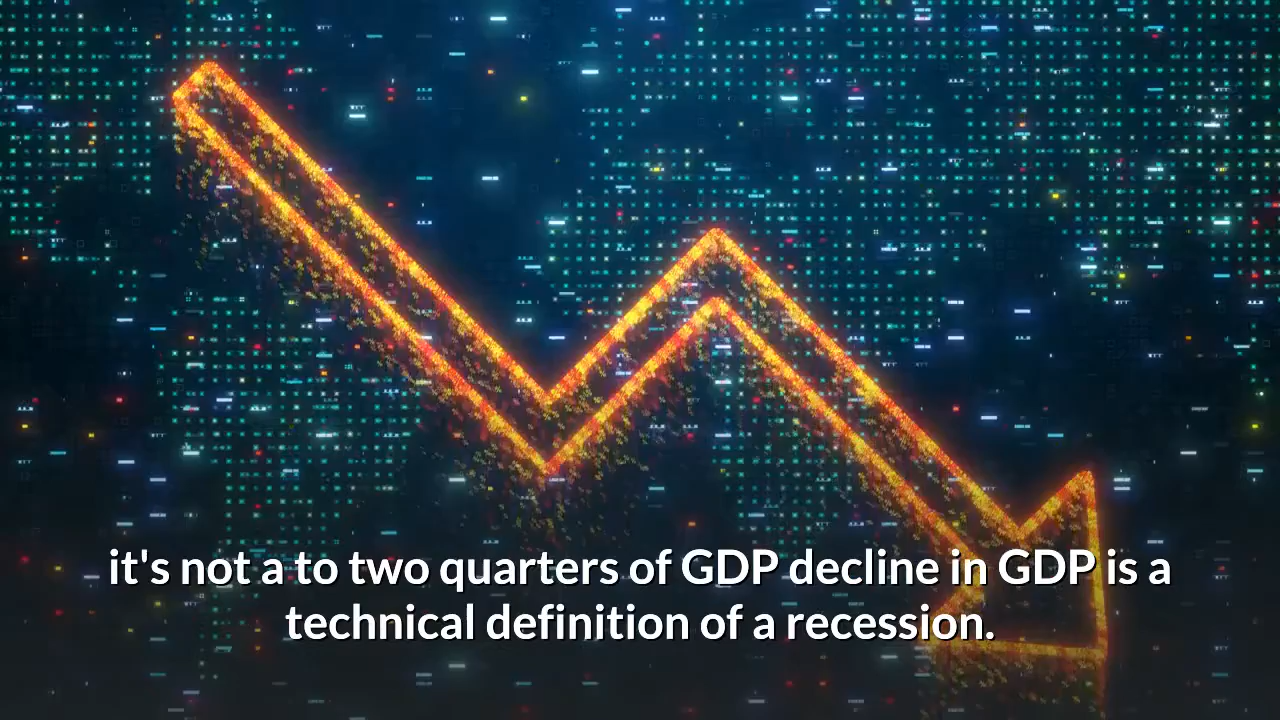 it's not a to two quarters of GDP decline in GDP is a
technical definition of a recession.